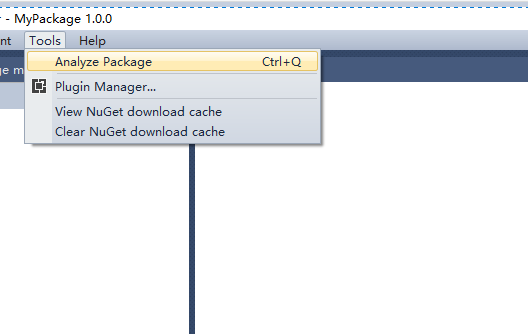 r - MyPackage 1.0.0
nt Tools Help
ge m
Analyze Package Ctrl+Q
Plugin Manager...
View NuGet download cache
Clear NuGet download cache